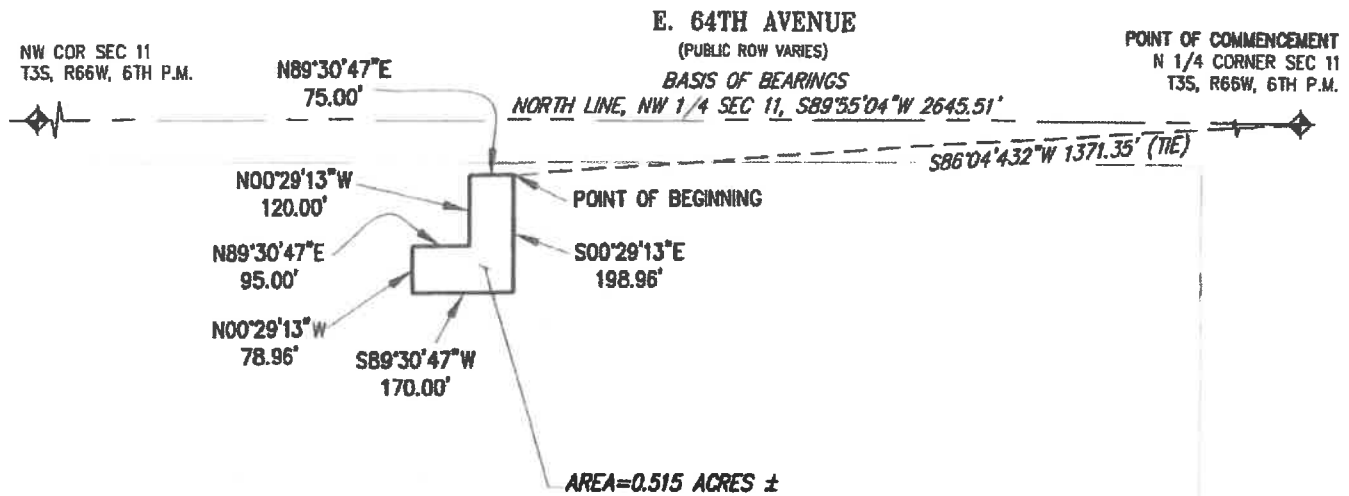 E. 64TH AVENUE
(PUBLIC ROW VARIES)
NW COR SEC 11
T3S, R66W, 6TH P.M.
POINT OF COMMENCEMENT
N 1/4 CORNER SEC 11
T3S, R66W, 6TH P.M.
BASIS OF BEARINGS
NORTH LINE, NW 1/4 SEC 11, S89°55'04"W 2645.51'
N89°30'47"E
75.00'
S86°04'432"W 1371.35' (TIE)
N00°29'13"W
120.00'
POINT OF BEGINNING
N89°30'47"E
95.00'
S00°29'13"E
198.96'
N00°29'13"W
78.96'
S89°30'47"W
170.00'
AREA=0.515 ACRES ±